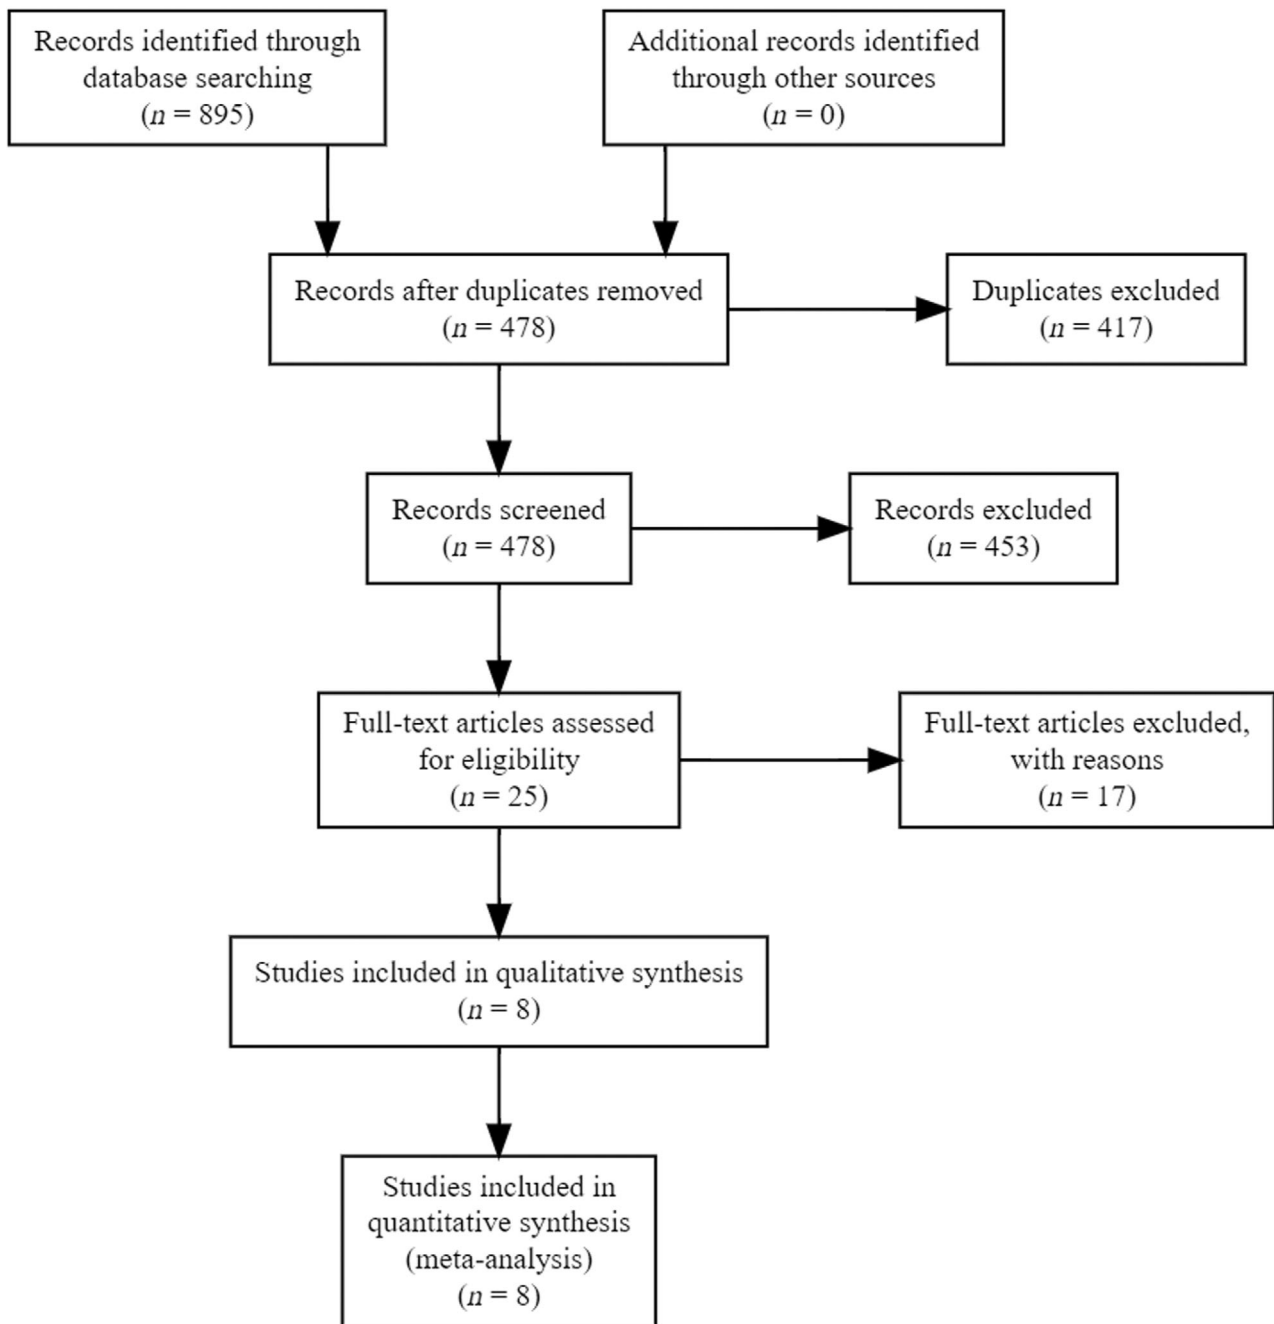 Records identified through
database searching
(n = 895)
Additional records identified
through other sources
(n = 0)
Records after duplicates removed
(n = 478)
Duplicates excluded
(n = 417)
Records screened
(n = 478)
Records excluded
(n = 453)
Full-text articles assessed
for eligibility
(n = 25)
Full-text articles excluded,
with reasons
(n = 17)
Studies included in qualitative synthesis
(n = 8)
Studies included in
quantitative synthesis
(meta-analysis)
(n = 8)